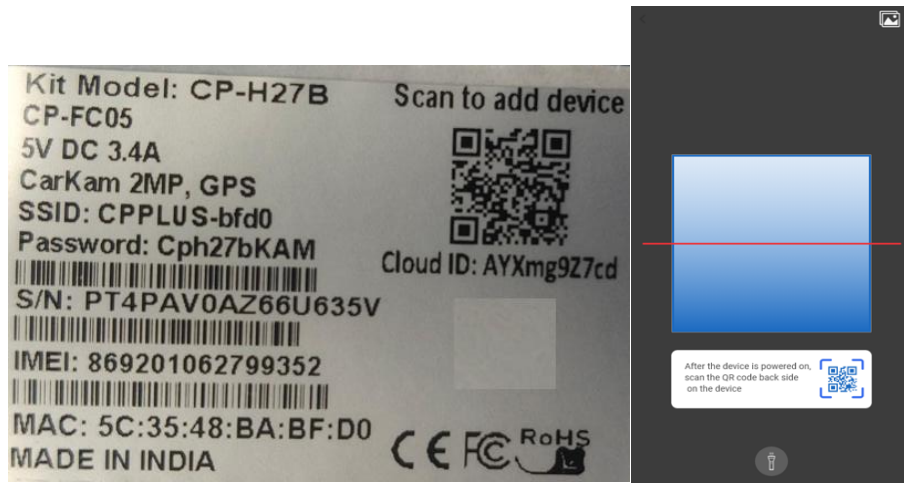 Kit Model: CP-H27B
CP-FC05
5V DC 3.4A
CarKam 2MP, GPS
SSID: CPPLUS-bfd0
Password: Cph27bKAM
S/N: PT4PAV0AZ66U635V
IMEI: 869201062799352
MAC: 5C:35:48:BA:BF:D0
MADE IN INDIA
Scan to add device
Cloud ID: AYXmg9Z7cd
CE FC RoHS
After the device is powered on,
scan the QR code back side
on the device